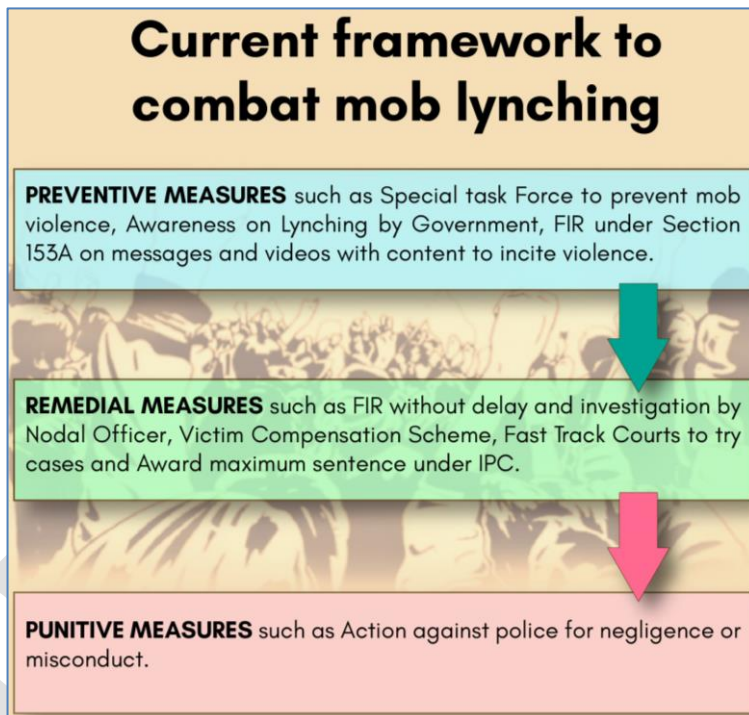 Current framework to
combat mob lynching
PREVENTIVE MEASURES such as Special task Force to prevent mob
violence, Awareness on Lynching by Government, FIR under Section
153A on messages and videos with content to incite violence.
REMEDIAL MEASURES such as FIR without delay and investigation by
Nodal Officer, Victim Compensation Scheme, Fast Track Courts to try
cases and Award maximum sentence under IPC.
PUNITIVE MEASURES such as Action against police for negligence or
misconduct.